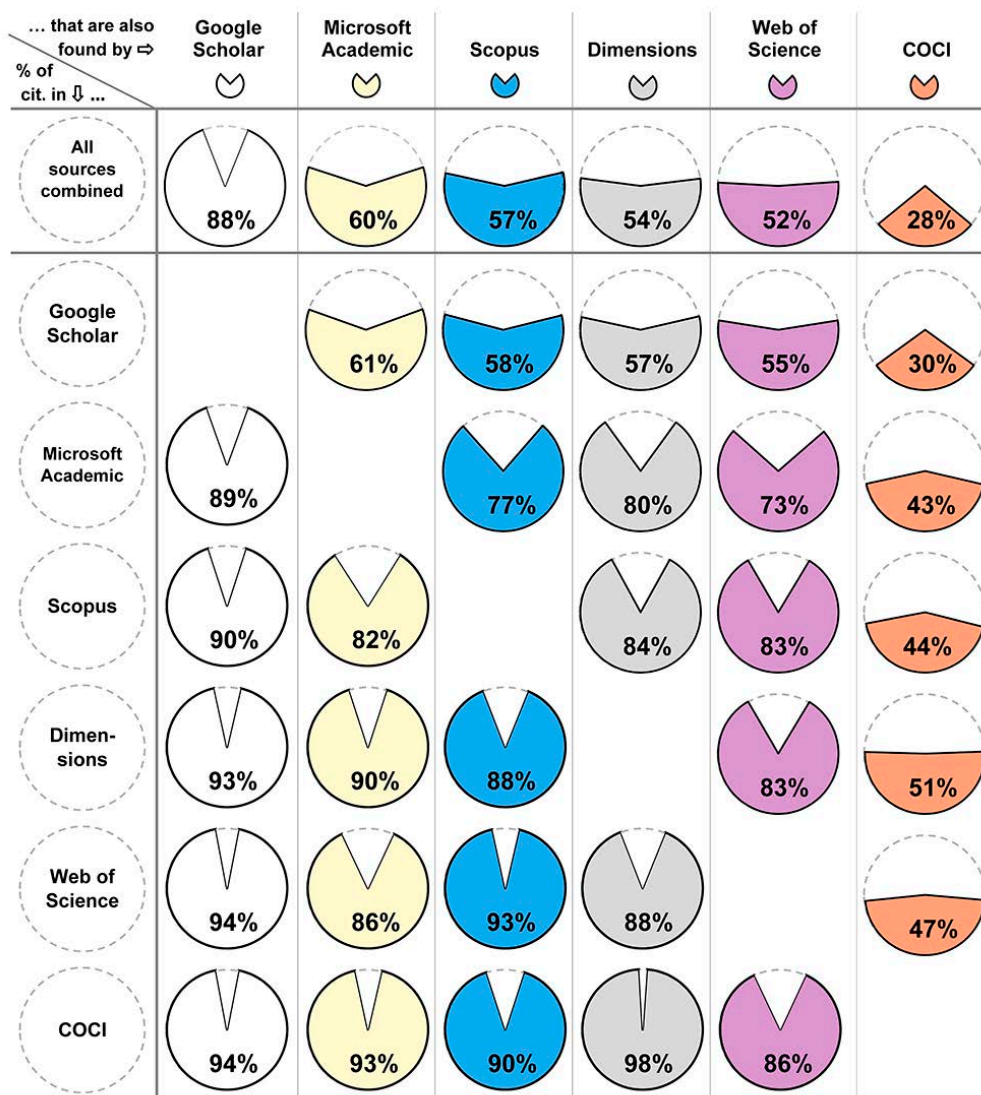 ... that are also
found by ⇨
% of
cit. in ⇩ ...
Google
Scholar
Microsoft
Academic
Scopus
Dimensions
Web of
Science
COCI
All
sources
combined
88%
60%
57%
54%
52%
28%
Google
Scholar
61%
58%
57%
55%
30%
Microsoft
Academic
89%
77%
80%
73%
43%
Scopus
90%
82%
84%
83%
44%
Dimen-
sions
93%
90%
88%
83%
51%
Web of
Science
94%
86%
93%
88%
47%
COCI
94%
93%
90%
98%
86%